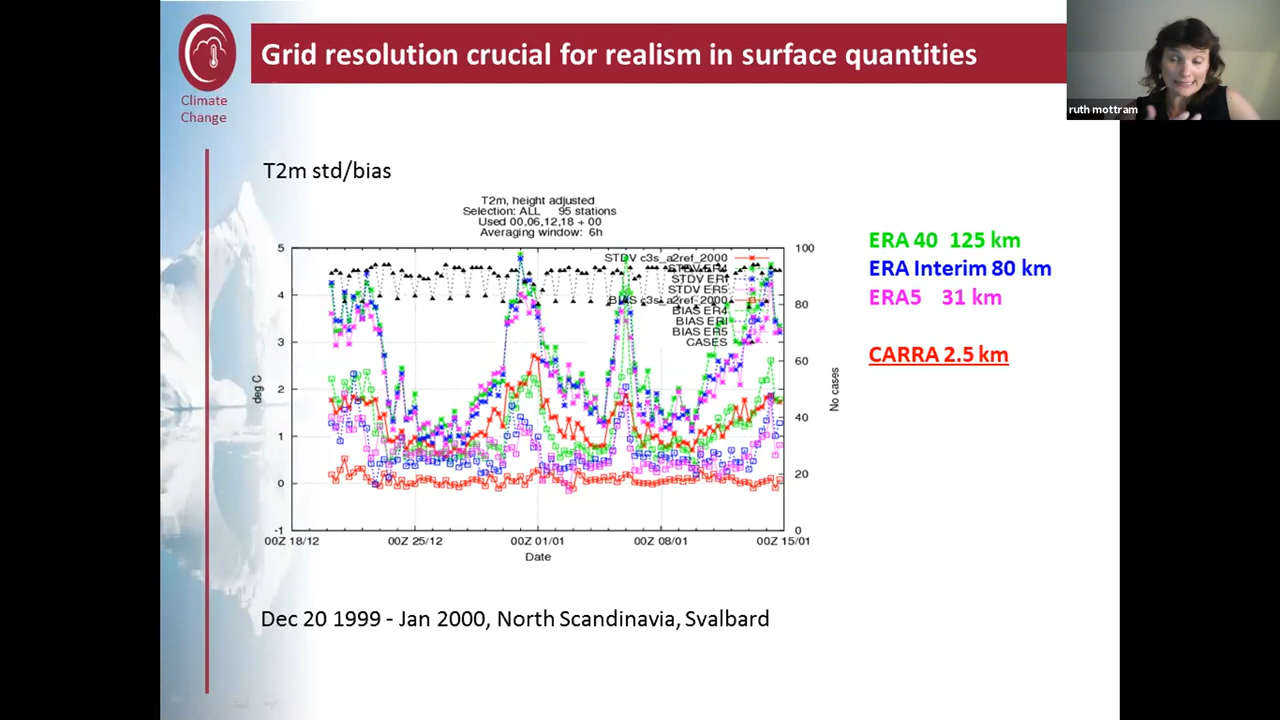 Grid resolution crucial for realism in surface quantities
Climate
Change
ruth mottram
T2m std/bias
T2m, height adjusted
Selection: ALL 95 stations
Used 00,06,12,18 + 00
Averaging window: 6h
STDV c3s_a2ref_2000
STDV ER4
STDV ERI
STDV ER5
BIAS c3s_a2ref_2000
BIAS ER4
BIAS ERI
BIAS ER5
CASES
5
4
3
2
1
0
-1
deg C
100
80
60
40
20
0
No cases
00Z 18/12
00Z 25/12
00Z 01/01
00Z 08/01
00Z 15/01
Date
ERA 40 125 km
ERA Interim 80 km
ERA5 31 km
CARRA 2.5 km
Dec 20 1999 - Jan 2000, North Scandinavia, Svalbard